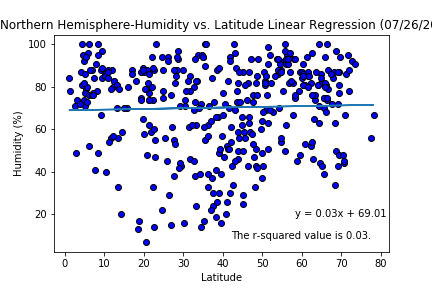 Northern Hemisphere-Humidity vs. Latitude Linear Regression (07/26/20
100
80
60
40
20
Humidity (%)
y = 0.03x + 69.01
The r-squared value is 0.03.
0 10 20 30 40 50 60 70 80
Latitude